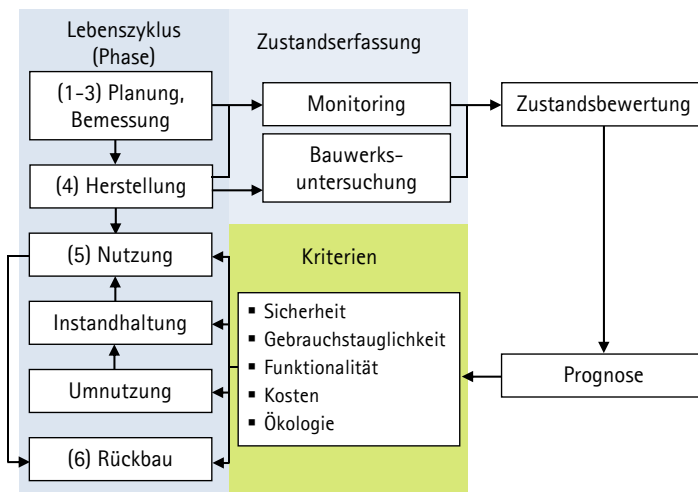 Lebenszyklus
(Phase)
(1-3) Planung,
Bemessung
(4) Herstellung
(5) Nutzung
Instandhaltung
Umnutzung
(6) Rückbau
Zustandserfassung
Monitoring
Bauwerks-
untersuchung
Zustandsbewertung
Kriterien
▪ Sicherheit
▪ Gebrauchstauglichkeit
▪ Funktionalität
▪ Kosten
▪ Ökologie
Prognose